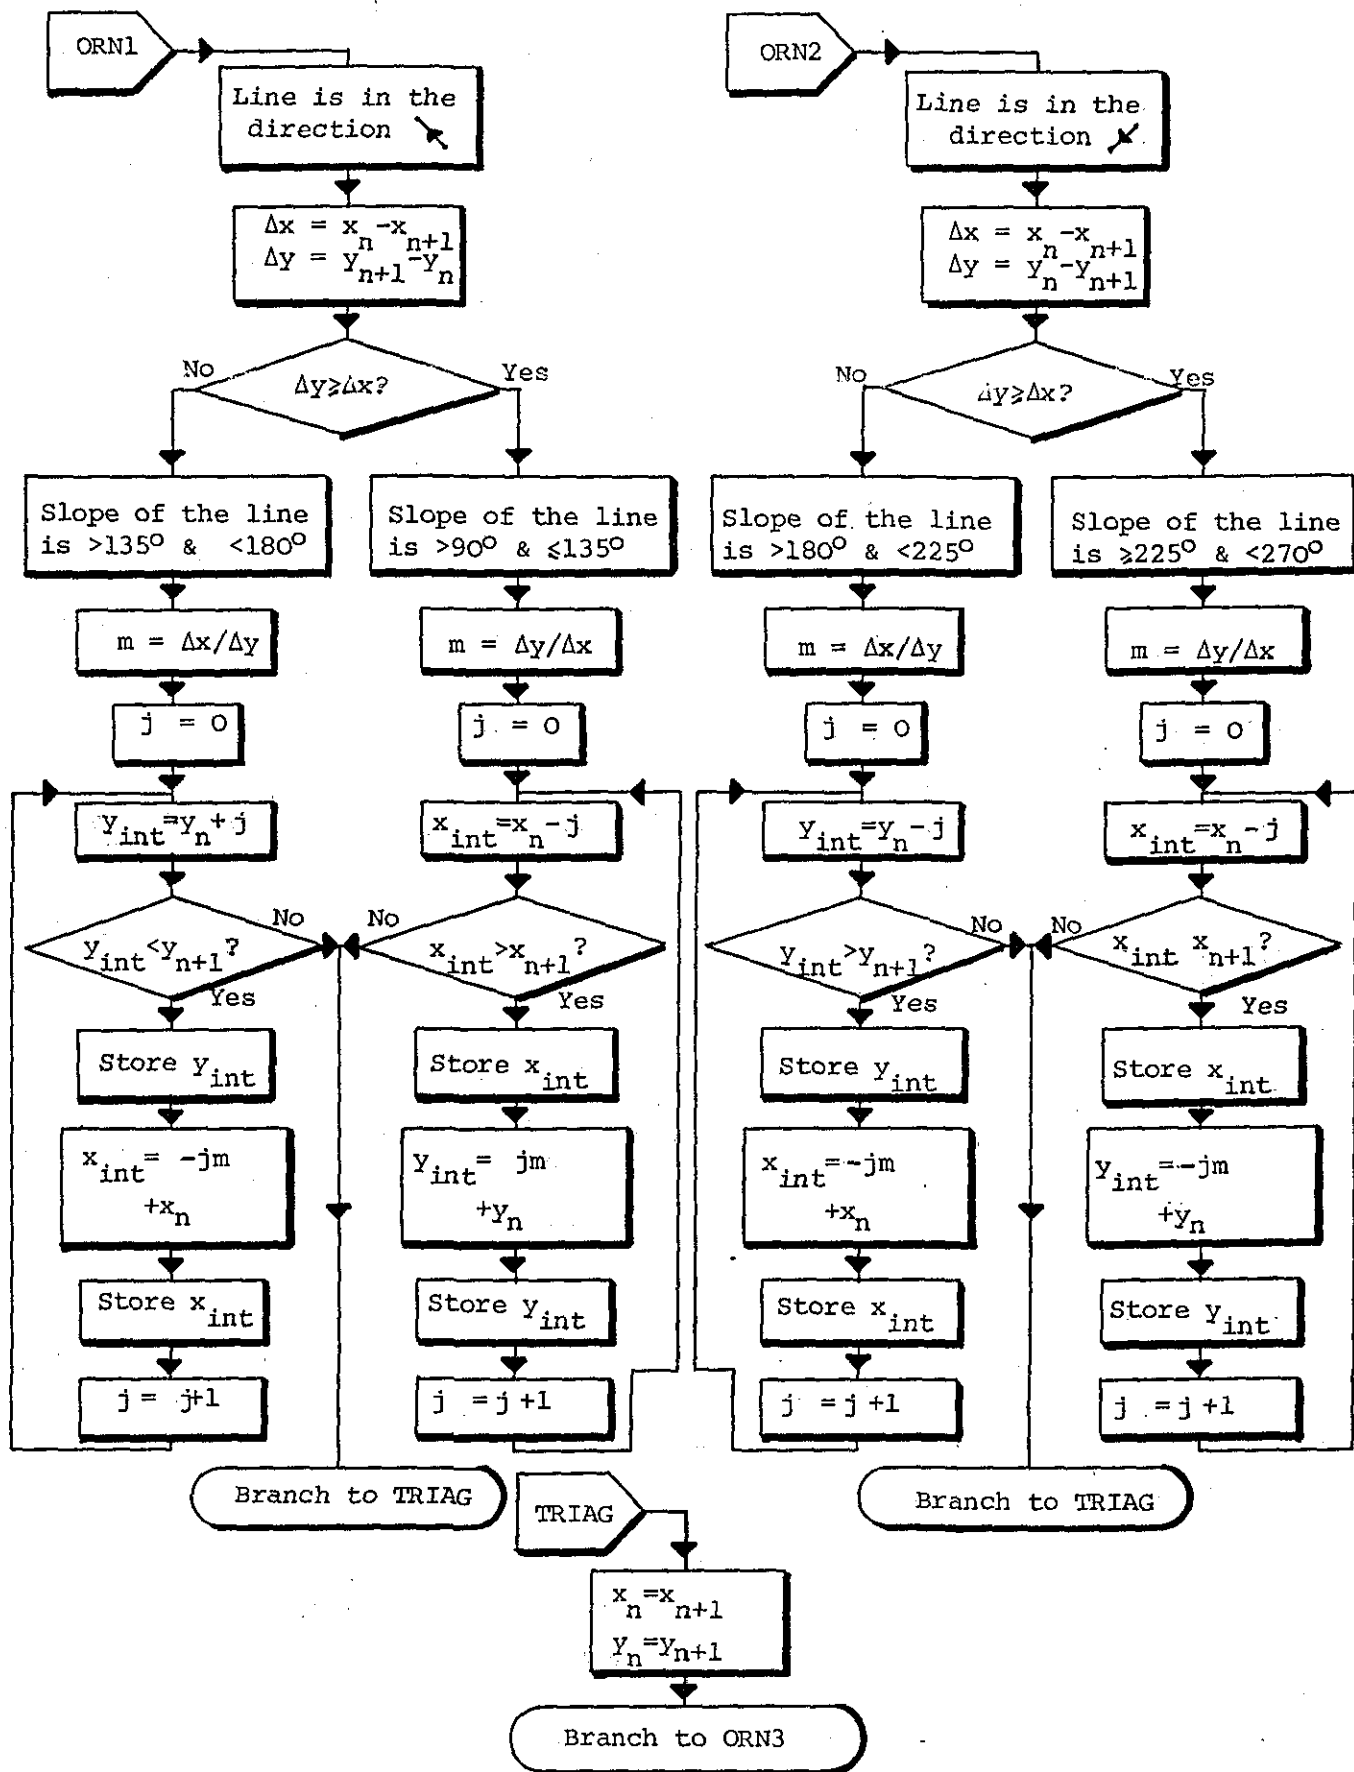 ORN1
Line is in the
direction
Δx = xn-xn+1
Δy = yn+1-yn
Δy≥Δx?
No
Yes
Slope of the line
is >135° & <180°
m = Δx/Δy
j = 0
yint=yn+j
yint<yn+1?
No
Yes
Store yint
xint= -jm
+xn
Store xint
j = j+1
Slope of the line
is >90° & ≤135°
m = Δy/Δx
j = 0
xint=xn-j
xint>xn+1?
No
Yes
Store xint
yint= jm
+yn
Store yint
j =j+1
Branch to TRIAG
ORN2
Line is in the
direction
Δx = xn-xn+1
Δy = yn-yn+1
Δy≥Δx?
No
Yes
Slope of the line
is >180° & <225°
m = Δx/Δy
j = 0
yint=yn-j
yint>yn+1?
No
Yes
Store yint
xint=-jm
+xn
Store xint
j =j+1
Slope of the line
is ≥225° & <270°
m = Δy/Δx
j = 0
xint=xn-j
xint xn+1?
No
Yes
Store xint
yint=-jm
+yn
Store yint
j =j+1
Branch to TRIAG
TRIAG
xn=xn+1
yn=yn+1
Branch to ORN3